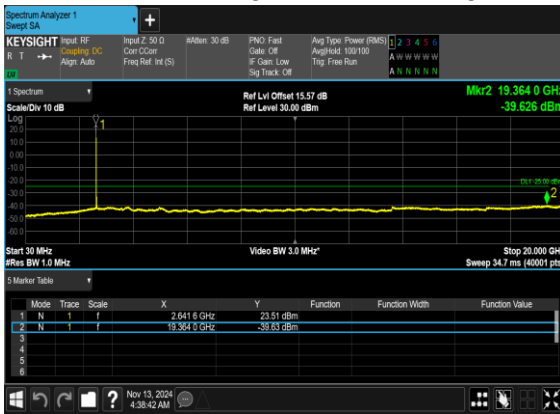 Spectrum Analyzer 1
Swept SA
+
KEYSIGHT Input: RF Input Z: 50 Ω #Atten: 30 dB PNO: Fast Avg Type: Power (RMS) 1 2 3 4 5 6
R T Coupling: DC Corr CCorr Gate: Off Avg|Hold: 100/100 A W W W W W
Align: Auto Freq Ref: Int (S) IF Gain: Low Trig: Free Run
Sig Track: Off A N N N N N
1 Spectrum Ref Lvl Offset 15.57 dB Mkr2 19.364 0 GHz
Scale/Div 10 dB Ref Level 30.00 dBm -39.626 dBm
Log
20.0
10.0
0.00
-10.0
-20.0
-30.0
-40.0
-50.0
-60.0
1
DL1 -25.00 dBm
2
Start 30 MHz Video BW 3.0 MHz* Stop 20.000 GHz
#Res BW 1.0 MHz Sweep 34.7 ms (40001 pts)
5 Marker Table
Mode Trace Scale X Y Function Function Width Function Value
1 N 1 f 2.641 6 GHz 23.51 dBm
2 N 1 f 19.364 0 GHz -39.63 dBm
3
4
5
6
? Nov 13, 2024
4:38:42 AM